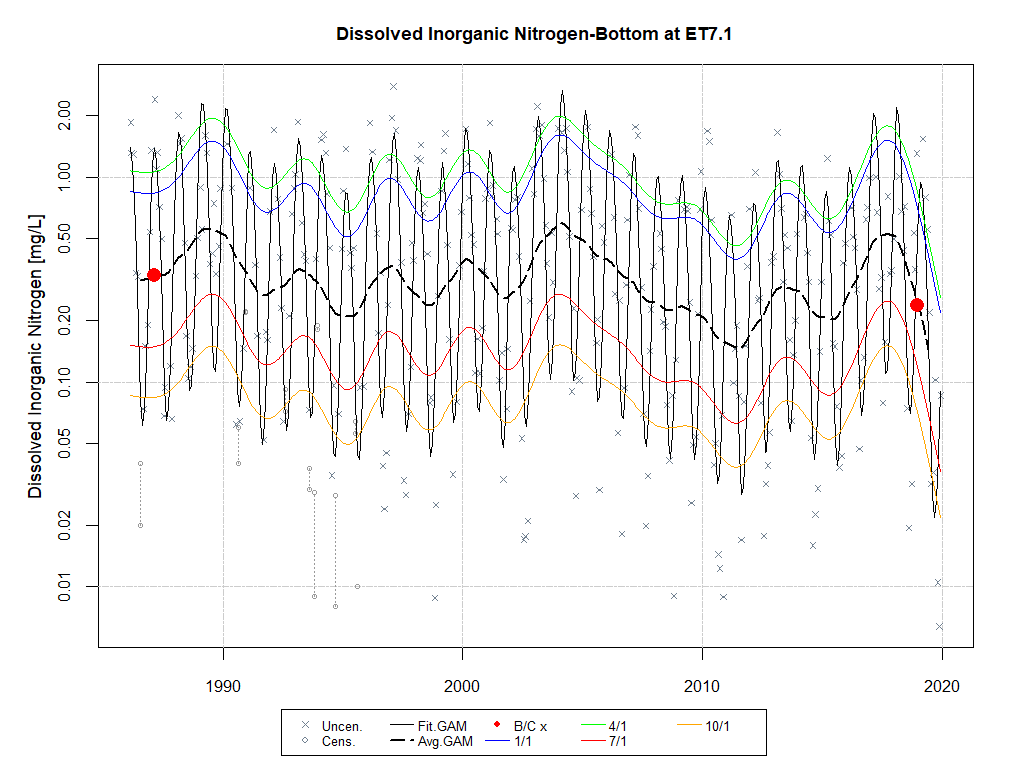 Dissolved Inorganic Nitrogen-Bottom at ET7.1
Dissolved Inorganic Nitrogen [mg/L]
2.00
1.00
0.50
0.20
0.10
0.05
0.02
0.01
1990 2000 2010 2020
Uncen. Fit.GAM B/C x 4/1 10/1
Cens. Avg.GAM 1/1 7/1